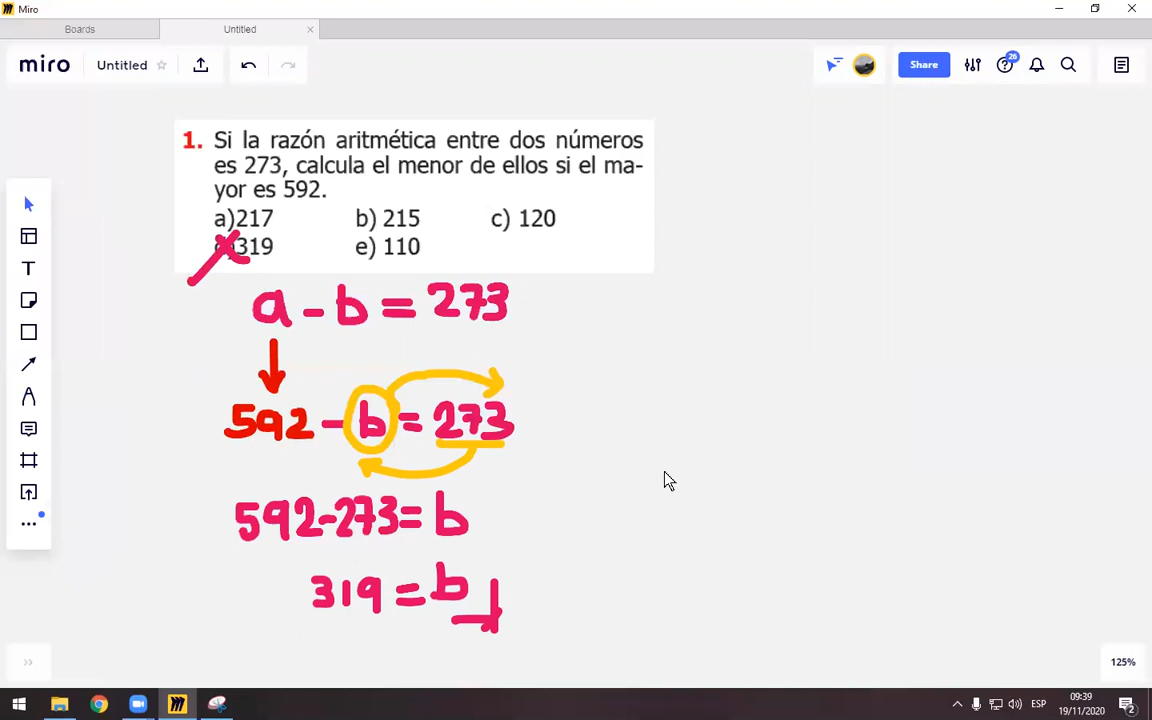 Miro
Boards
Untitled
miro
Untitled
Share
26
1. Si la razón aritmética entre dos números
es 273, calcula el menor de ellos si el ma-
yor es 592.
a)217 b) 215 c) 120
319 e) 110
a - b = 273
592 - b = 273
592-273 = b
319 = b
125%
ESP
09:39
19/11/2020
2